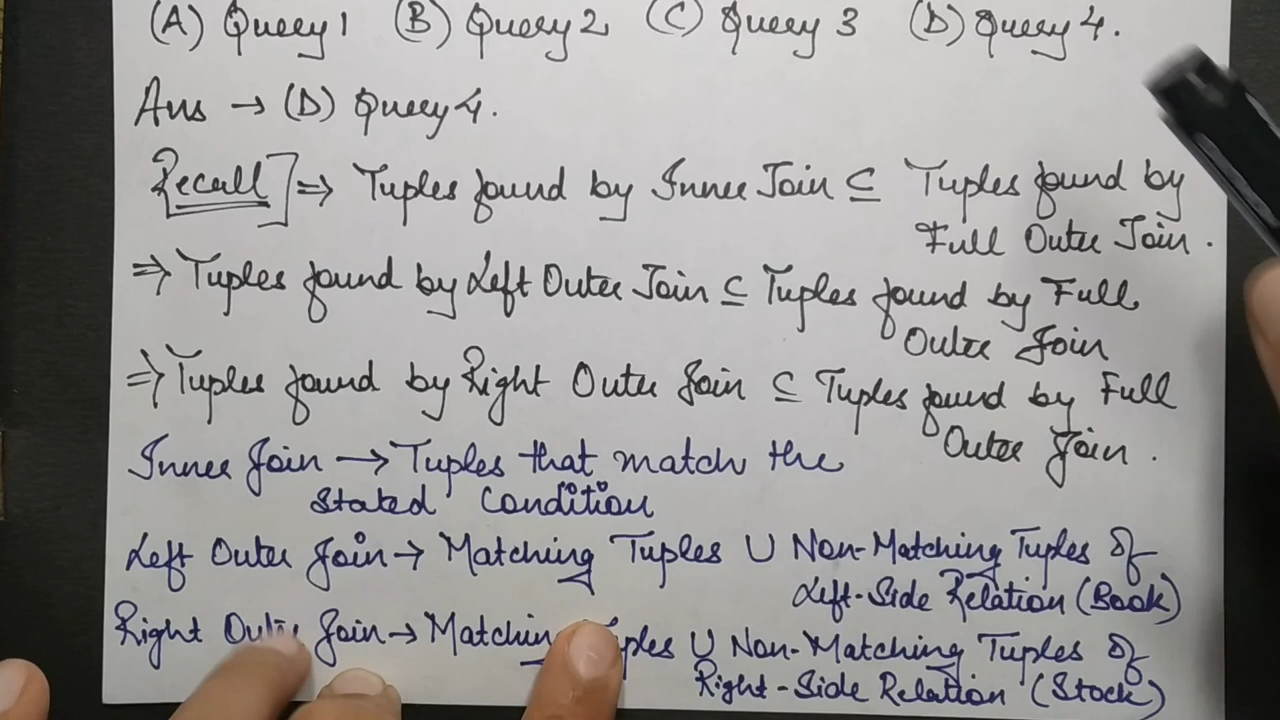 (A) Query 1 (B) Query 2 (C) Query 3 (D) Query 4.
Ans → (D) Query 4.
Recall] ⇒ Tuples found by Inner Join ⊆ Tuples found by
Full Outer Join.
⇒ Tuples found by Left Outer Join ⊆ Tuples found by Full
Outer Join
⇒ Tuples found by Right Outer Join ⊆ Tuples found by Full
Outer Join.
Inner Join → Tuples that match the
stated condition
Left Outer Join → Matching Tuples ∪ Non-Matching Tuples of
Left-Side Relation (Book)
Right Outer Join → Matching Tuples ∪ Non-Matching Tuples of
Right-Side Relation (Stock)